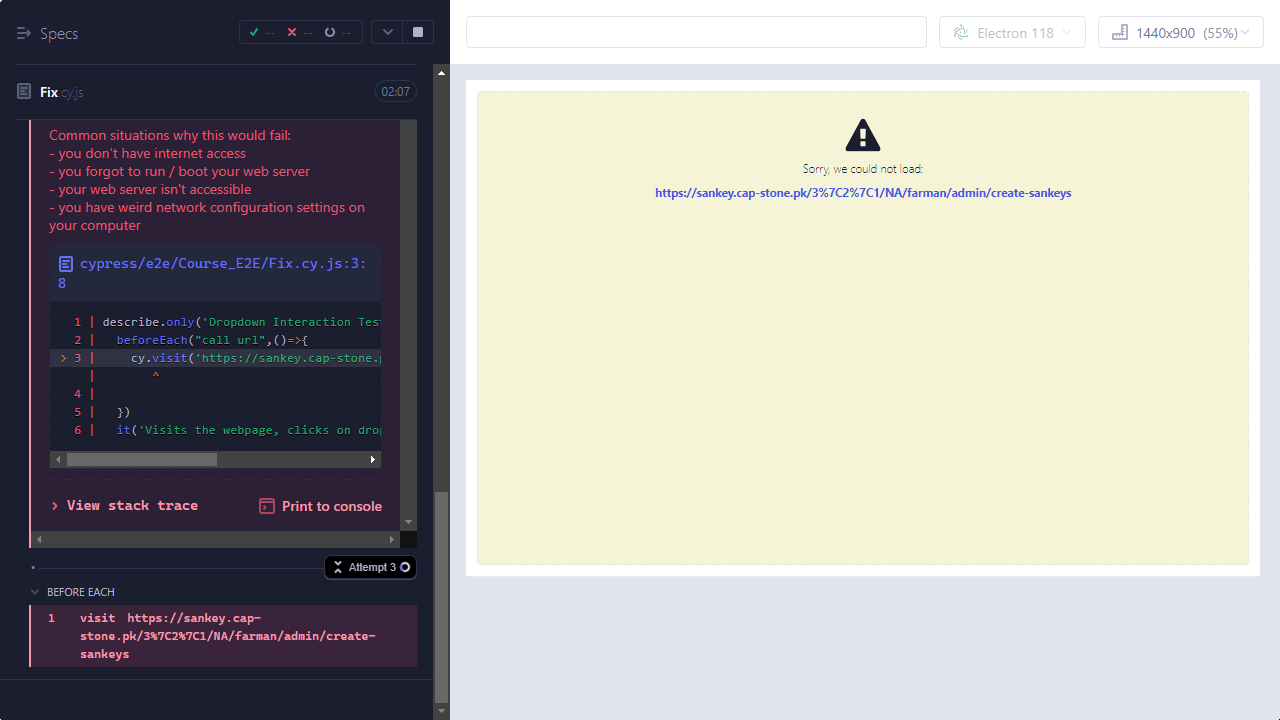 Specs
-- -- --
Electron 118
1440x900 (55%)
Fix.cy.js
02:07
Common situations why this would fail:
- you don't have internet access
- you forgot to run / boot your web server
- your web server isn't accessible
- you have weird network configuration settings on
your computer
cypress/e2e/Course_E2E/Fix.cy.js:3:
8
1 | describe.only('Dropdown Interaction Tes
2 | beforeEach("call url",()=>{
> 3 | cy.visit('https://sankey.cap-stone.p
| ^
4 |
5 | })
6 | it('Visits the webpage, clicks on drop
View stack trace
Print to console
Attempt 3
BEFORE EACH
1 visit https://sankey.cap-
stone.pk/3%7C2%7C1/NA/farman/admin/create-
sankeys
Sorry, we could not load:
https://sankey.cap-stone.pk/3%7C2%7C1/NA/farman/admin/create-sankeys